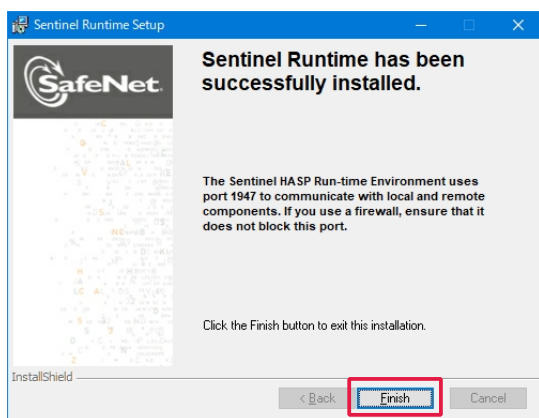 Sentinel Runtime Setup
SafeNet.
Sentinel Runtime has been
successfully installed.
The Sentinel HASP Run-time Environment uses
port 1947 to communicate with local and remote
components. If you use a firewall, ensure that it
does not block this port.
Click the Finish button to exit this installation.
InstallShield
< Back
Finish
Cancel